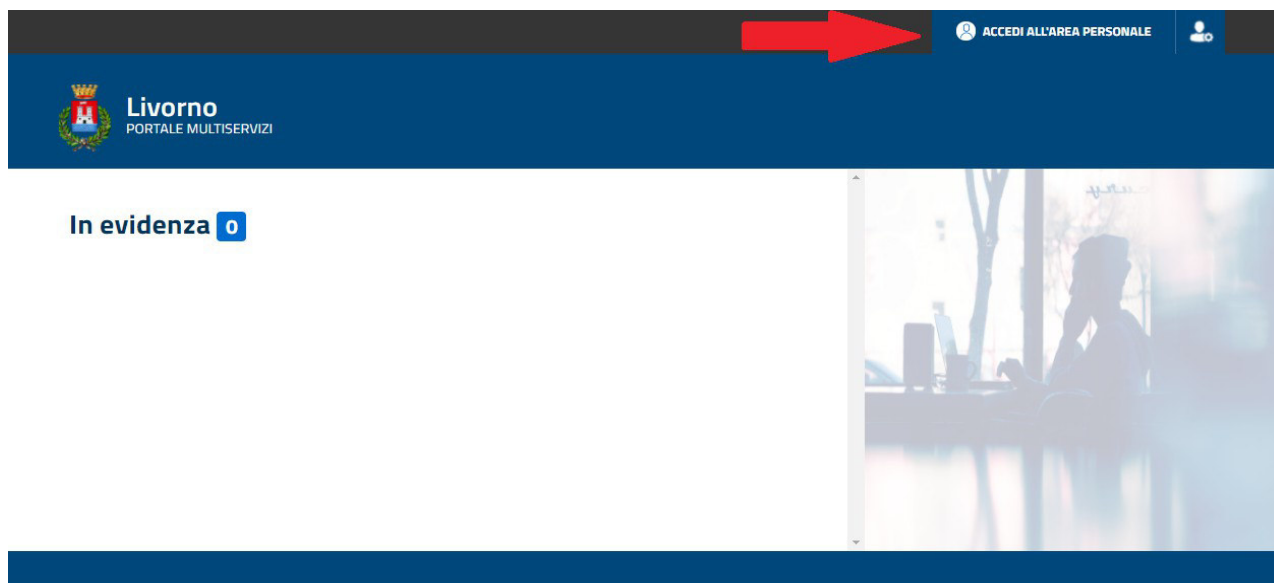 ACCEDI ALL'AREA PERSONALE
Livorno
PORTALE MULTISERVIZI
In evidenza 0